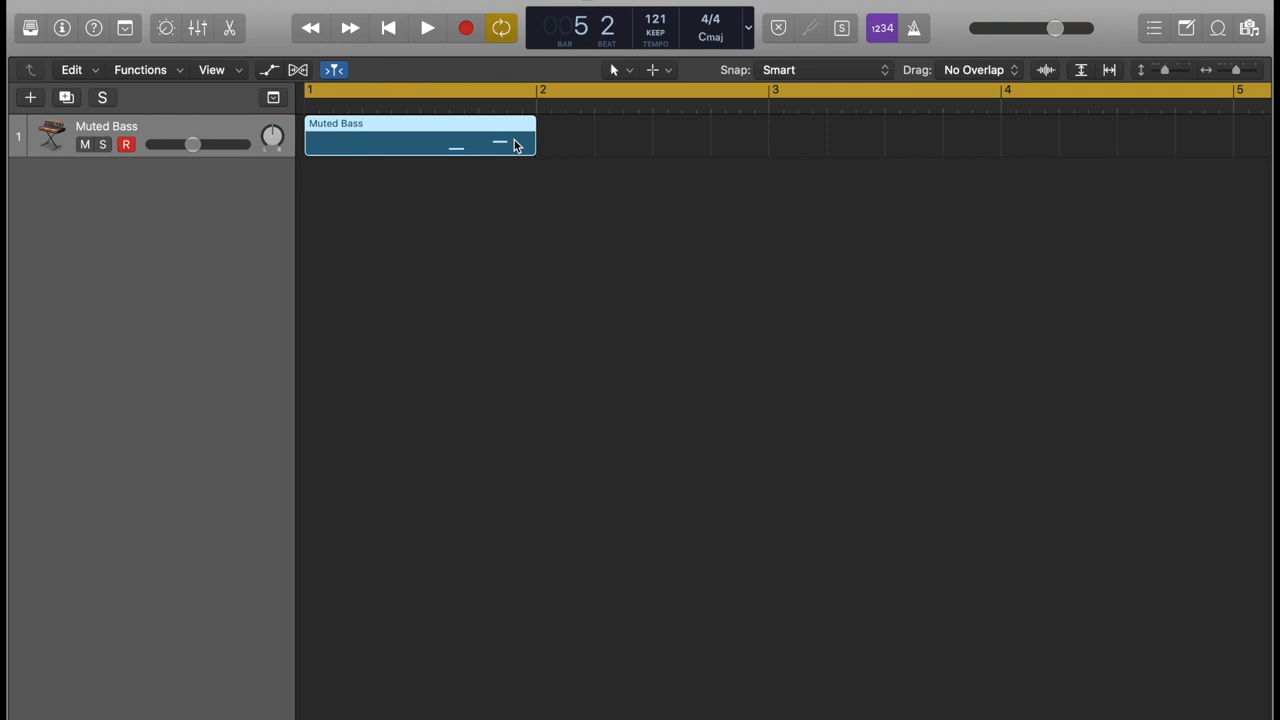 005 2
BAR BEAT
121
KEEP
TEMPO
4/4
Cmaj
S
1234
Edit Functions View
Snap: Smart
Drag: No Overlap
S
1 2 3 4 5
1
Muted Bass
M S R
L R
Muted Bass